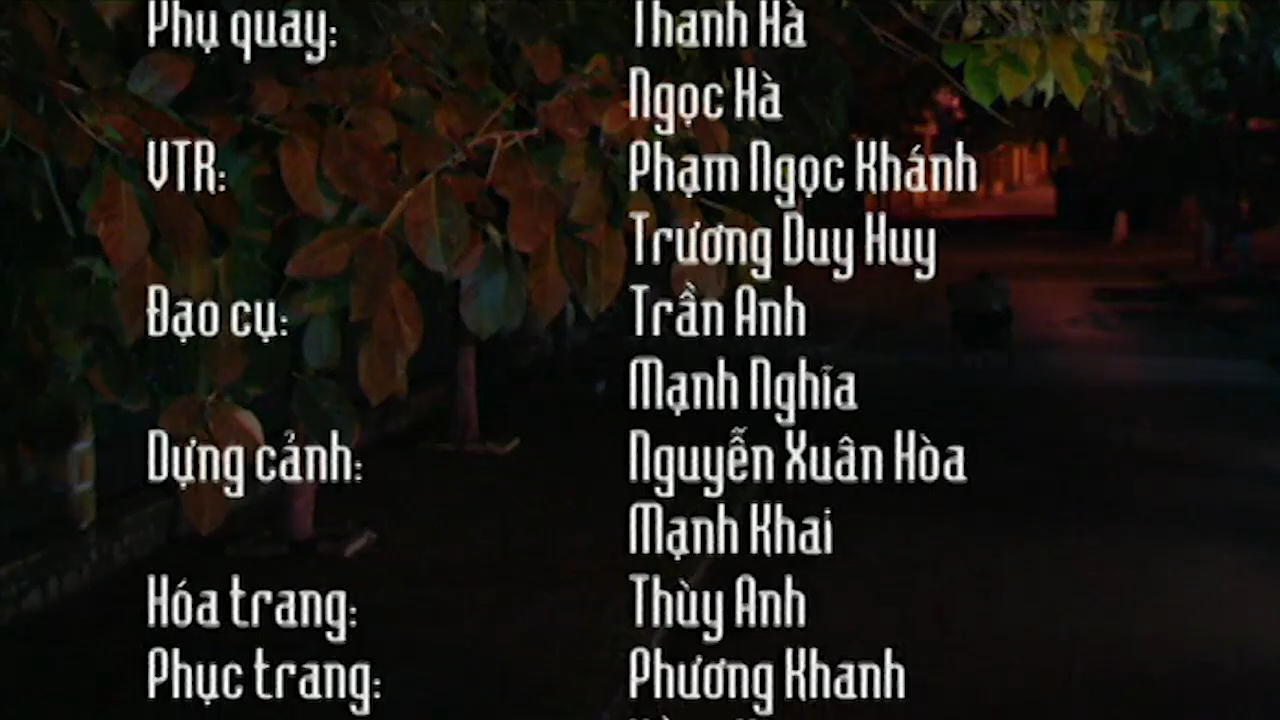 Phụ quay: Thanh Hà
Ngọc Hà
VTR: Phạm Ngọc Khánh
Trương Duy Huy
Đạo cụ: Trần Anh
Mạnh Nghĩa
Dựng cảnh: Nguyễn Xuân Hòa
Mạnh Khai
Hóa trang: Thùy Anh
Phục trang: Phương Khanh